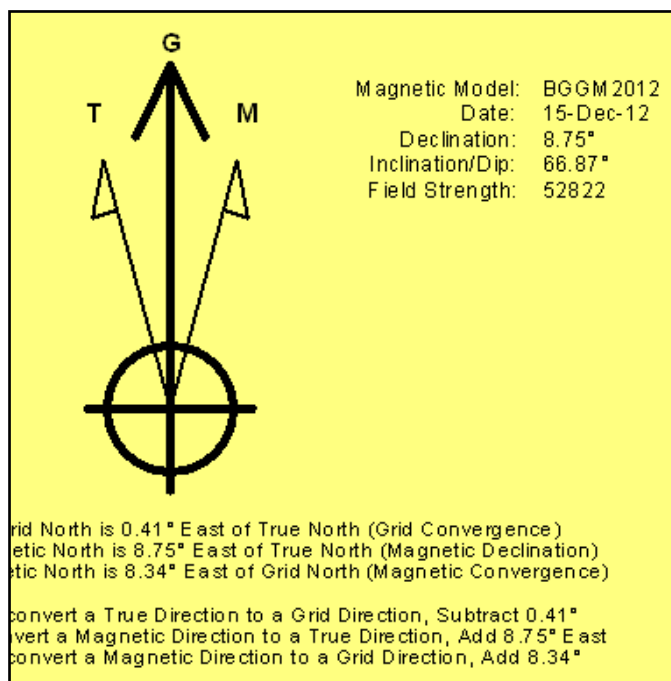 G
T M
Magnetic Model: BGGM2012
Date: 15-Dec-12
Declination: 8.75°
Inclination/Dip: 66.87°
Field Strength: 52822
rid North is 0.41° East of True North (Grid Convergence)
etic North is 8.75° East of True North (Magnetic Declination)
etic North is 8.34° East of Grid North (Magnetic Convergence)
convert a True Direction to a Grid Direction, Subtract 0.41°
vert a Magnetic Direction to a True Direction, Add 8.75° East
convert a Magnetic Direction to a Grid Direction, Add 8.34°